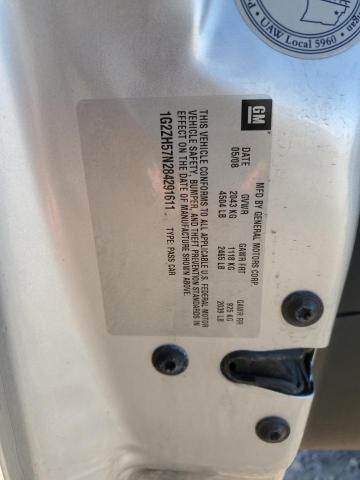 UAW Local 5960
GM
MFD BY GENERAL MOTORS CORP
DATE GVWR GAWR FRT GAWR RR
05/08 2043 KG 1118 KG 925 KG
4504 LB 2465 LB 2039 LB
THIS VEHICLE CONFORMS TO ALL APPLICABLE U.S. FEDERAL MOTOR
VEHICLE SAFETY, BUMPER, AND THEFT PREVENTION STANDARDS IN
EFFECT ON THE DATE OF MANUFACTURE SHOWN ABOVE.
1G2ZH57N284291611 TYPE: PASS CAR